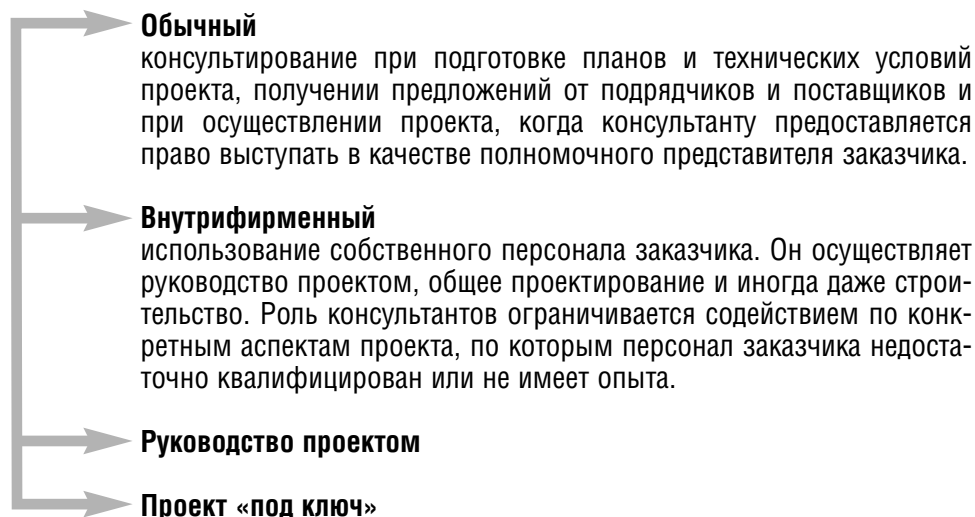 Обычный
консультирование при подготовке планов и технических условий
проекта, получении предложений от подрядчиков и поставщиков и
при осуществлении проекта, когда консультанту предоставляется
право выступать в качестве полномочного представителя заказчика.
Внутрифирменный
использование собственного персонала заказчика. Он осуществляет
руководство проектом, общее проектирование и иногда даже строи-
тельство. Роль консультантов ограничивается содействием по конк-
ретным аспектам проекта, по которым персонал заказчика недоста-
точно квалифицирован или не имеет опыта.
Руководство проектом
Проект «под ключ»